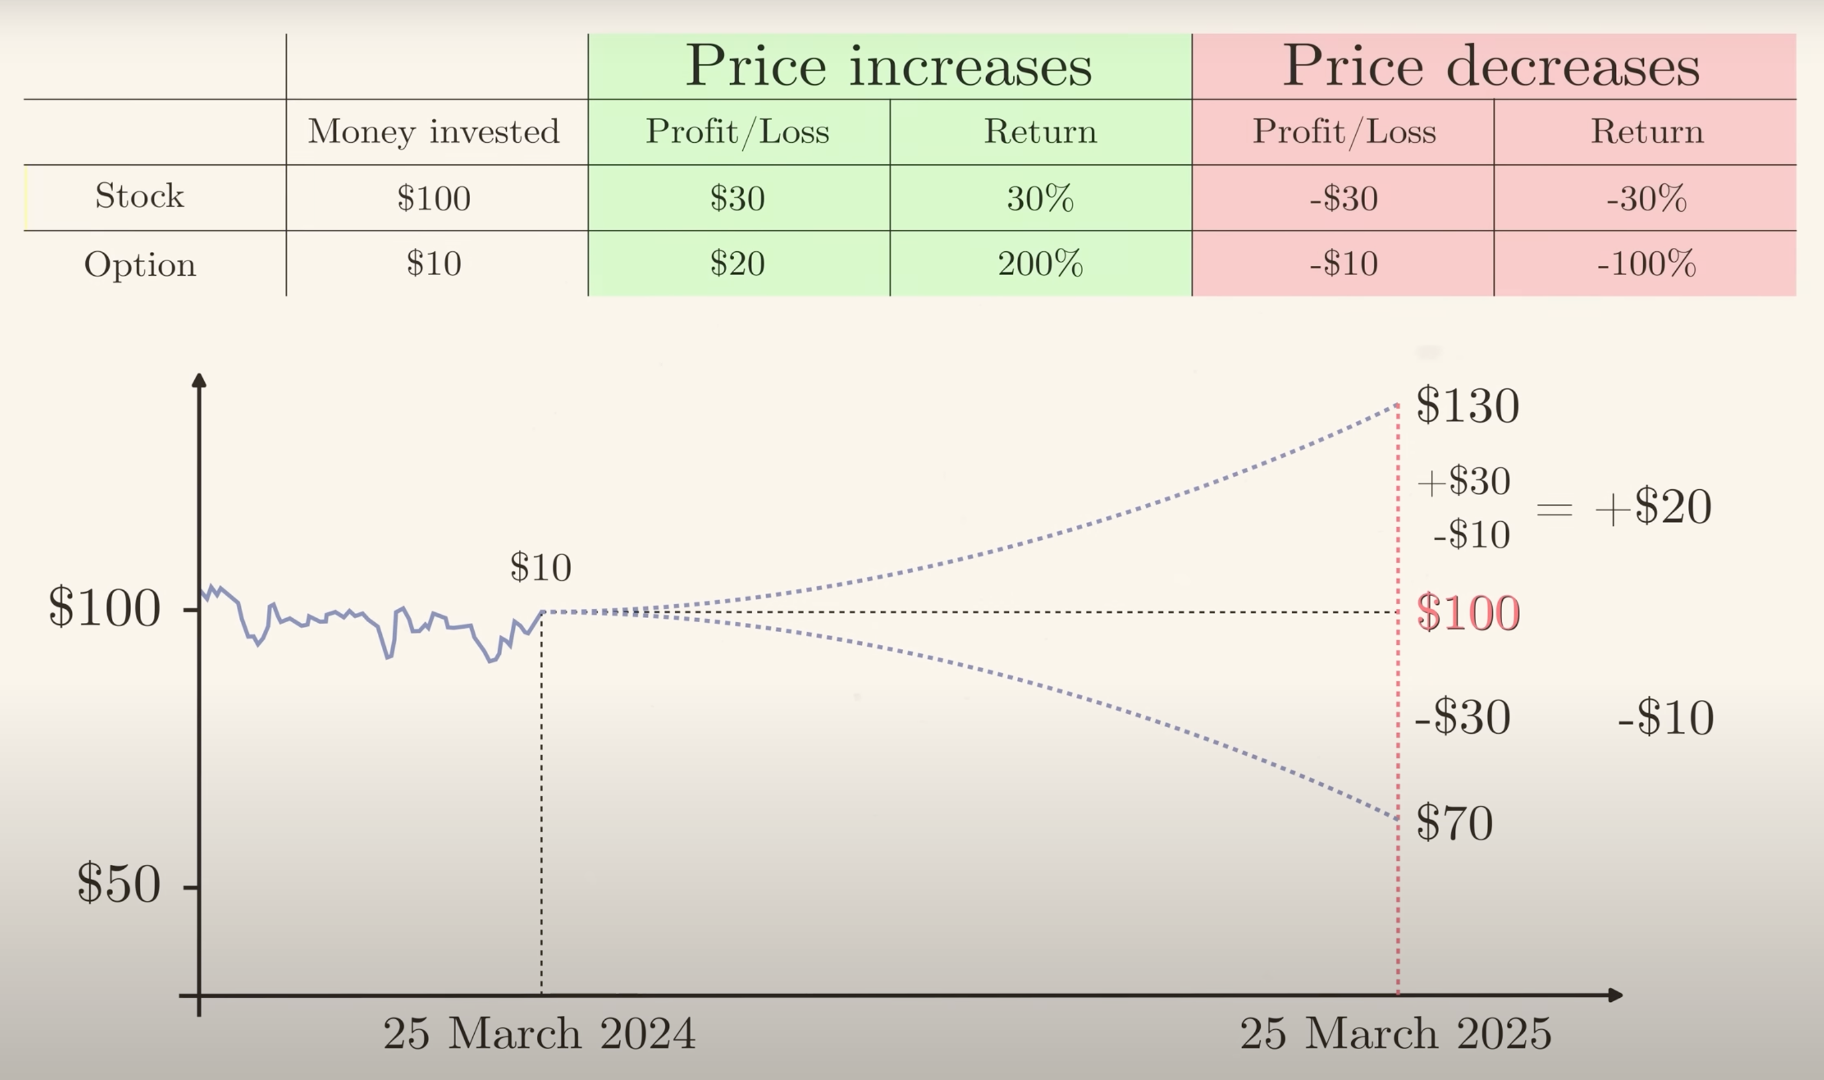 Price increases Price decreases
Money invested Profit/Loss Return Profit/Loss Return
Stock $100 $30 30% -$30 -30%
Option $10 $20 200% -$10 -100%
$130
+$30
-$10
= +$20
$10
$100
$100
-$30 -$10
$70
$50
25 March 2024 25 March 2025